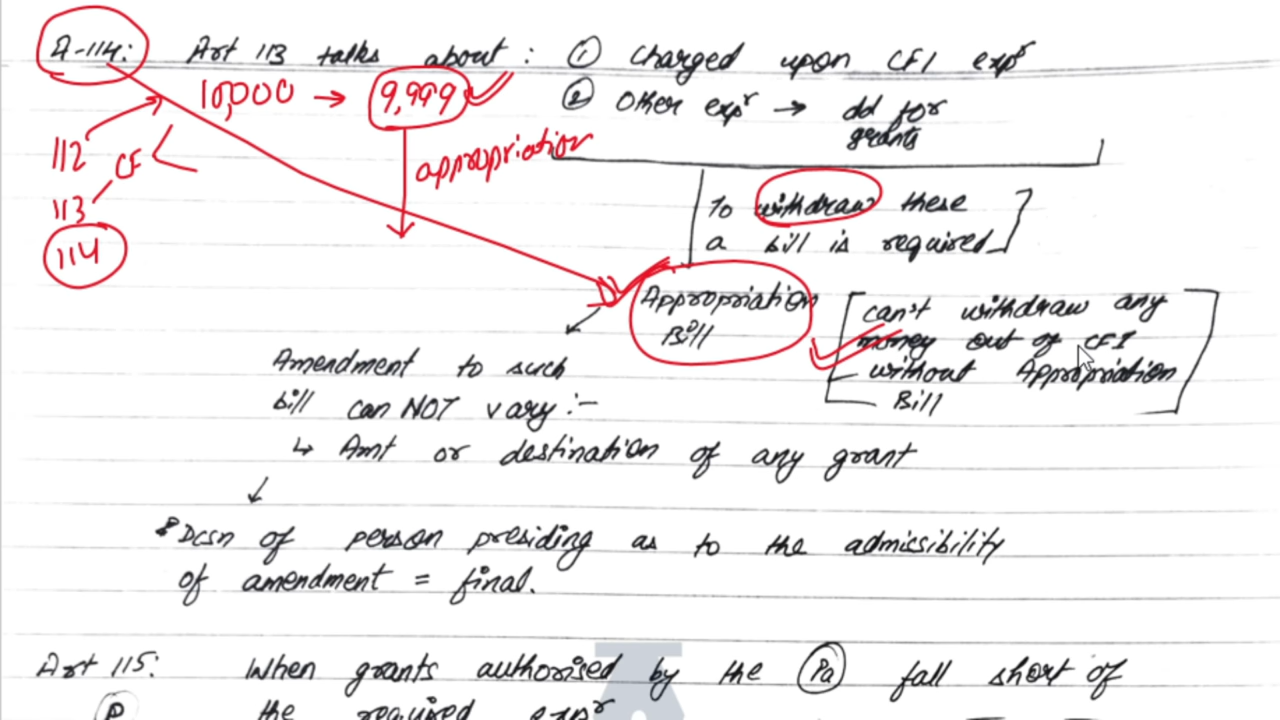 A-114: Art 113 talks about : ① Charged upon CFI expr
10,000 → 9,999
② Other expr → dd for
grants
112
CF
appropriation
113
114
To withdraw these
a bill is required
Appropriation
Bill
can't withdraw any
money out of CFI
without Appropriation
Bill
Amendment to such
bill can NOT vary :-
↳ Amt or destination of any grant
Dcsn of person presiding as to the admissibility
of amendment = final.
Art 115: When grants authorised by the Pa fall short of
P the required expr